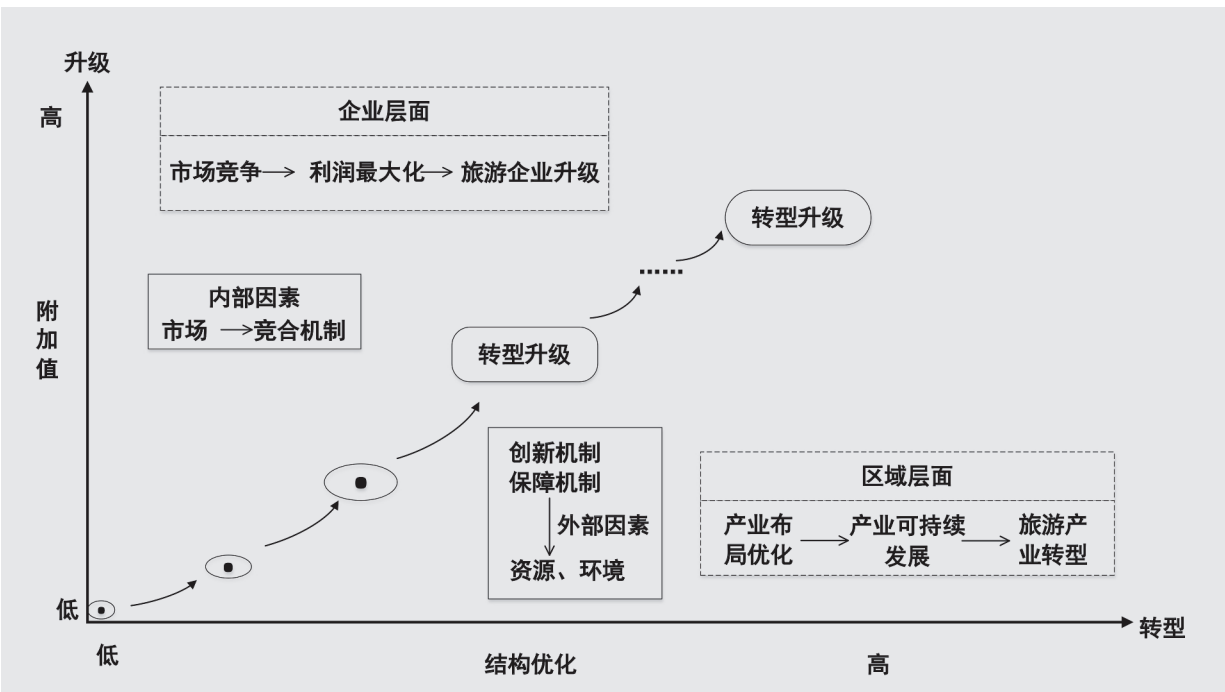 升级
高
企业层面
市场竞争 利润最大化 旅游企业升级
转型升级
内部因素
市场 竞合机制
附
加
值
转型升级
创新机制
保障机制
外部因素
资源、环境
区域层面
产业布
局优化
产业可持续
发展
旅游产
业转型
低
转型
低
结构优化
高